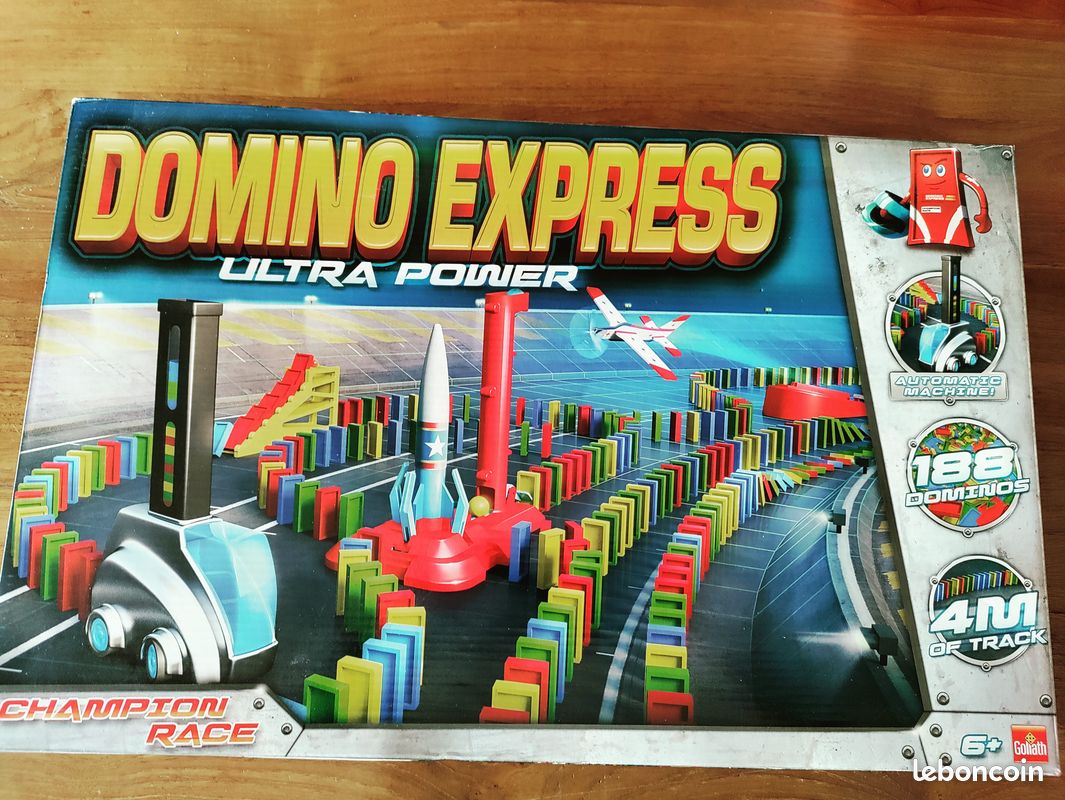 DOMINO EXPRESS
ULTRA POWER
AUTOMATIC
MACHINE!
188
DOMINOS
4M
OF TRACK
CHAMPION
RACE
6+
Goliath
leboncoin